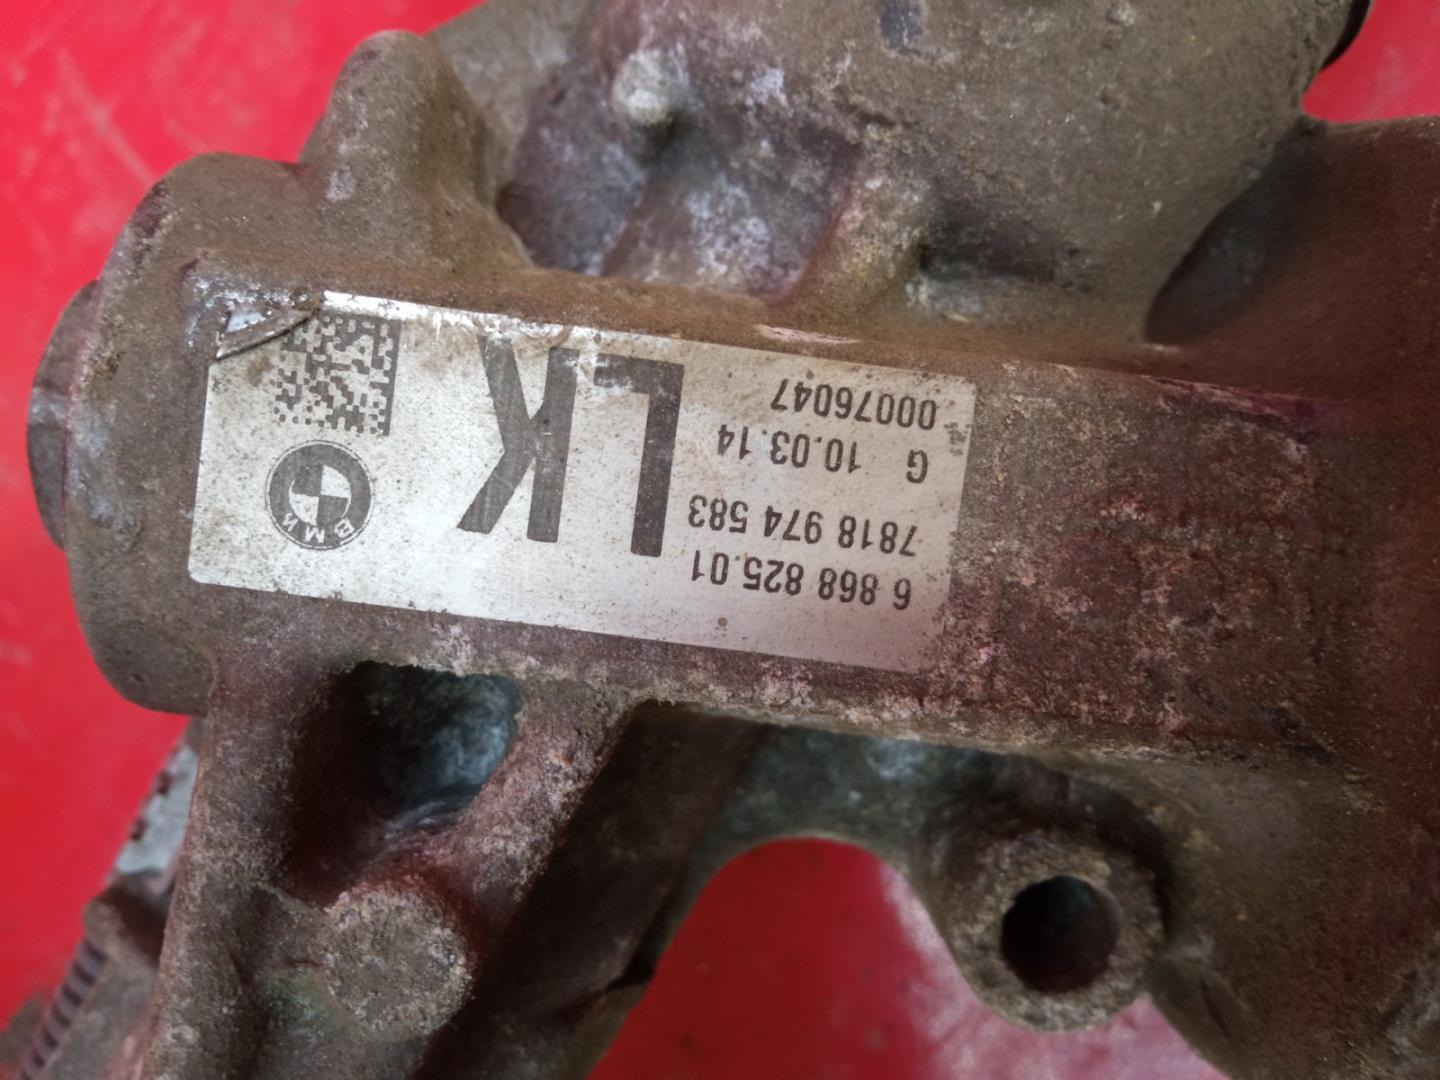 6 868 825.01
7818 974 583
G 10.03.14
00076047
LK
BMW